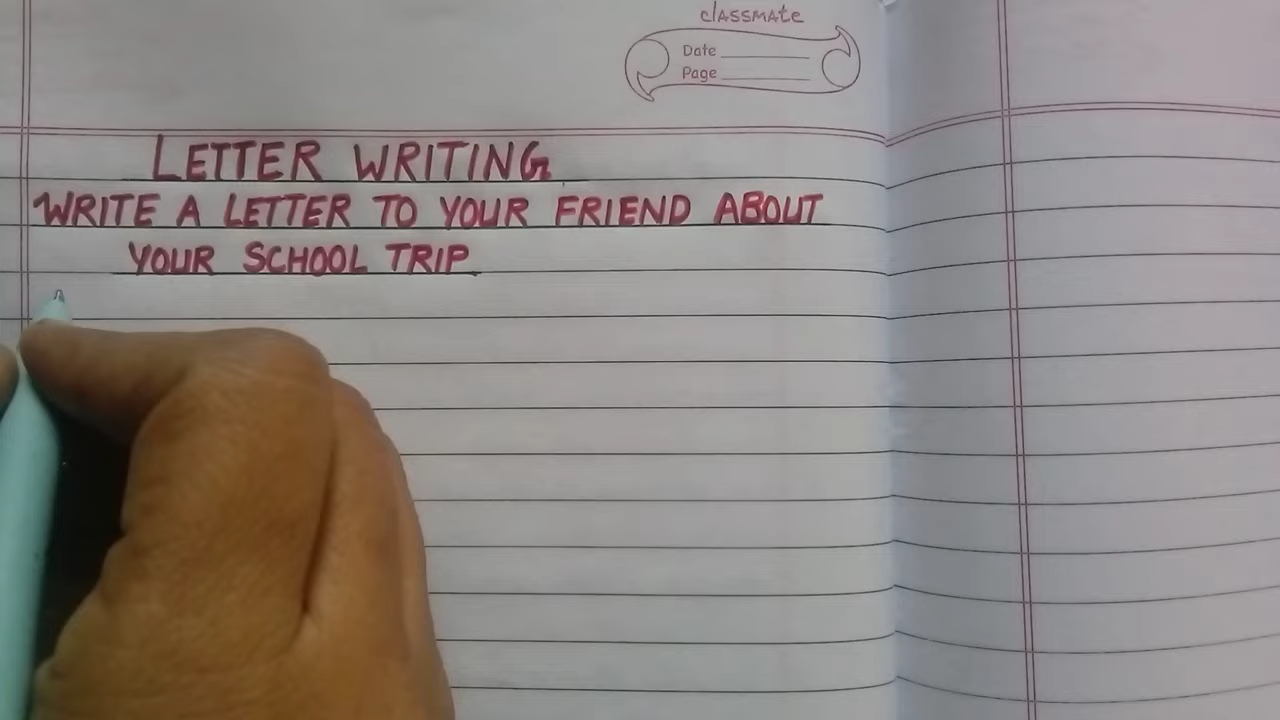 classmate
Date
Page
LETTER WRITING
WRITE A LETTER TO YOUR FRIEND ABOUT
YOUR SCHOOL TRIP